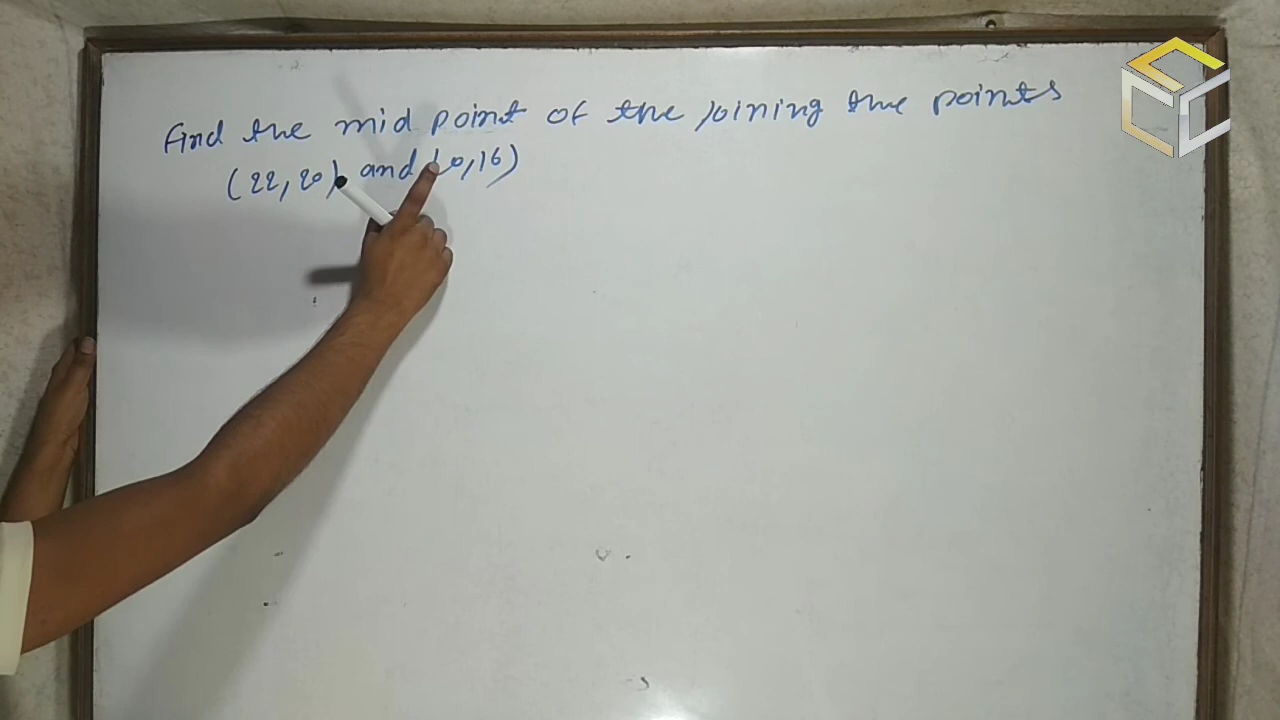 Find the mid point of the joining the points
(22, 20) and (0, 16)